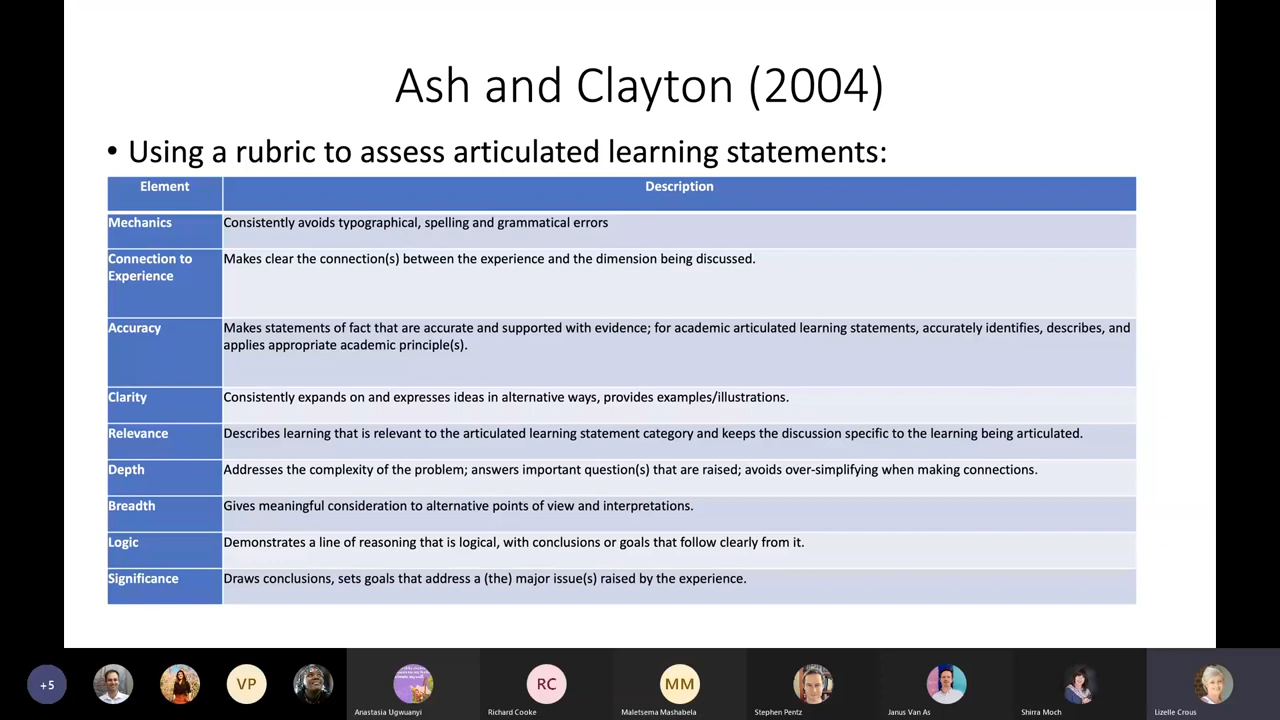 Ash and Clayton (2004)
• Using a rubric to assess articulated learning statements:
Element Description
Mechanics Consistently avoids typographical, spelling and grammatical errors
Connection to Makes clear the connection(s) between the experience and the dimension being discussed.
Experience
Accuracy Makes statements of fact that are accurate and supported with evidence; for academic articulated learning statements, accurately identifies, describes, and
applies appropriate academic principle(s).
Clarity Consistently expands on and expresses ideas in alternative ways, provides examples/illustrations.
Relevance Describes learning that is relevant to the articulated learning statement category and keeps the discussion specific to the learning being articulated.
Depth Addresses the complexity of the problem; answers important question(s) that are raised; avoids over-simplifying when making connections.
Breadth Gives meaningful consideration to alternative points of view and interpretations.
Logic Demonstrates a line of reasoning that is logical, with conclusions or goals that follow clearly from it.
Significance Draws conclusions, sets goals that address a (the) major issue(s) raised by the experience.
+5 VP RC MM
Anastasia Ugwuanyi Richard Cooke Maletsema Mashabela Stephen Pentz Janus Van As Shirra Moch Lizelle Crous